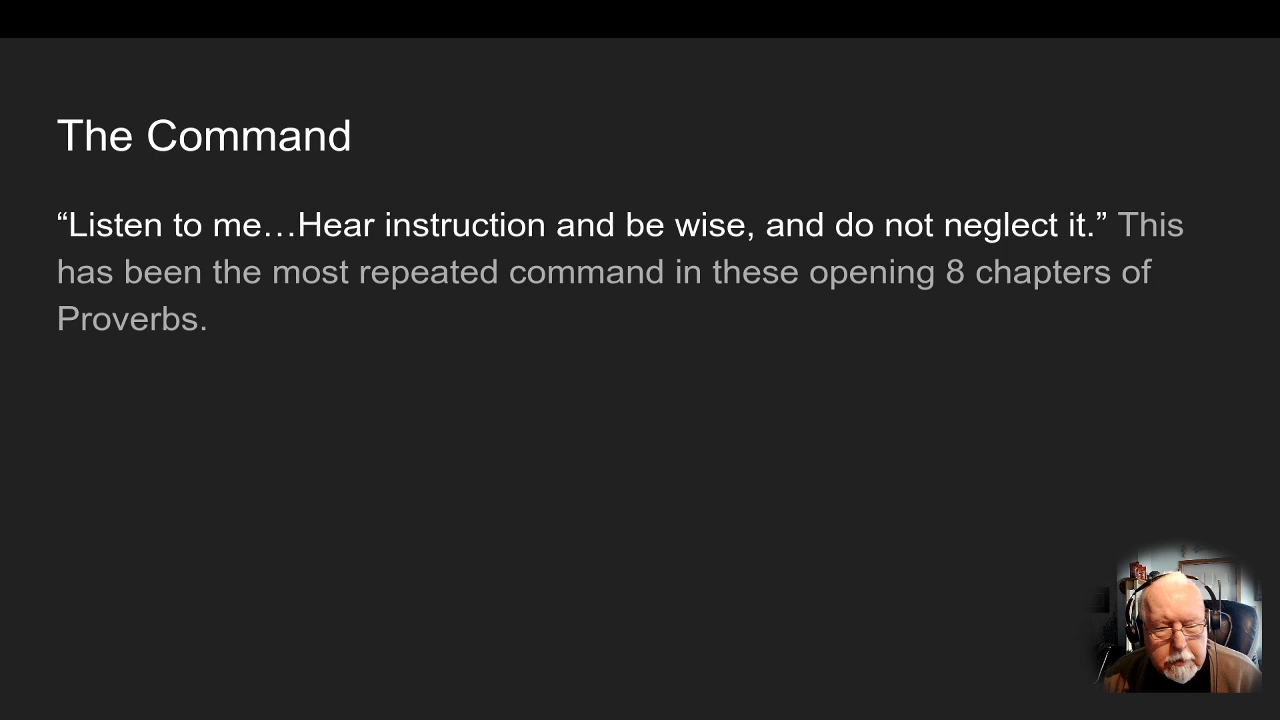 The Command
“Listen to me…Hear instruction and be wise, and do not neglect it.” This
has been the most repeated command in these opening 8 chapters of
Proverbs.